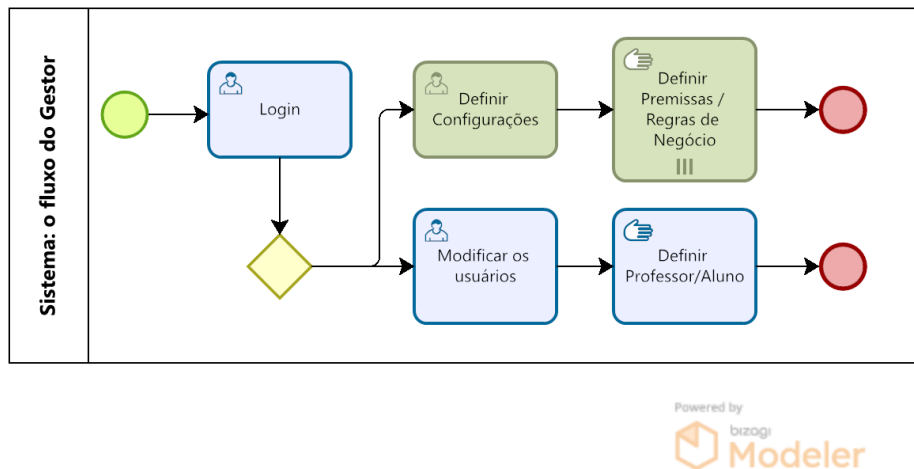 Sistema: o fluxo do Gestor
Login
Definir
Configurações
Definir
Premissas /
Regras de
Negócio
Modificar os
usuários
Definir
Professor/Aluno
Powered by
bizagi
Modeler